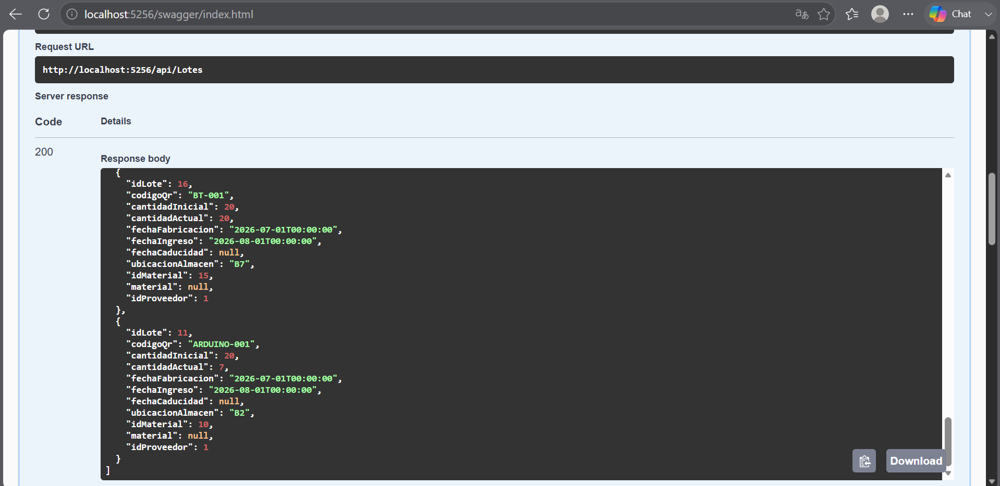 localhost:5256/swagger/index.html
Chat
Request URL
http://localhost:5256/api/Lotes
Server response
Code Details
200
Response body
{
"idLote": 16,
"codigoQr": "BT-001",
"cantidadInicial": 20,
"cantidadActual": 20,
"fechaFabricacion": "2026-07-01T00:00:00",
"fechaIngreso": "2026-08-01T00:00:00",
"fechaCaducidad": null,
"ubicacionAlmacen": "B7",
"idMaterial": 15,
"material": null,
"idProveedor": 1
},
{
"idLote": 11,
"codigoQr": "ARDUINO-001",
"cantidadInicial": 20,
"cantidadActual": 7,
"fechaFabricacion": "2026-07-01T00:00:00",
"fechaIngreso": "2026-08-01T00:00:00",
"fechaCaducidad": null,
"ubicacionAlmacen": "B2",
"idMaterial": 10,
"material": null,
"idProveedor": 1
}
]
Download